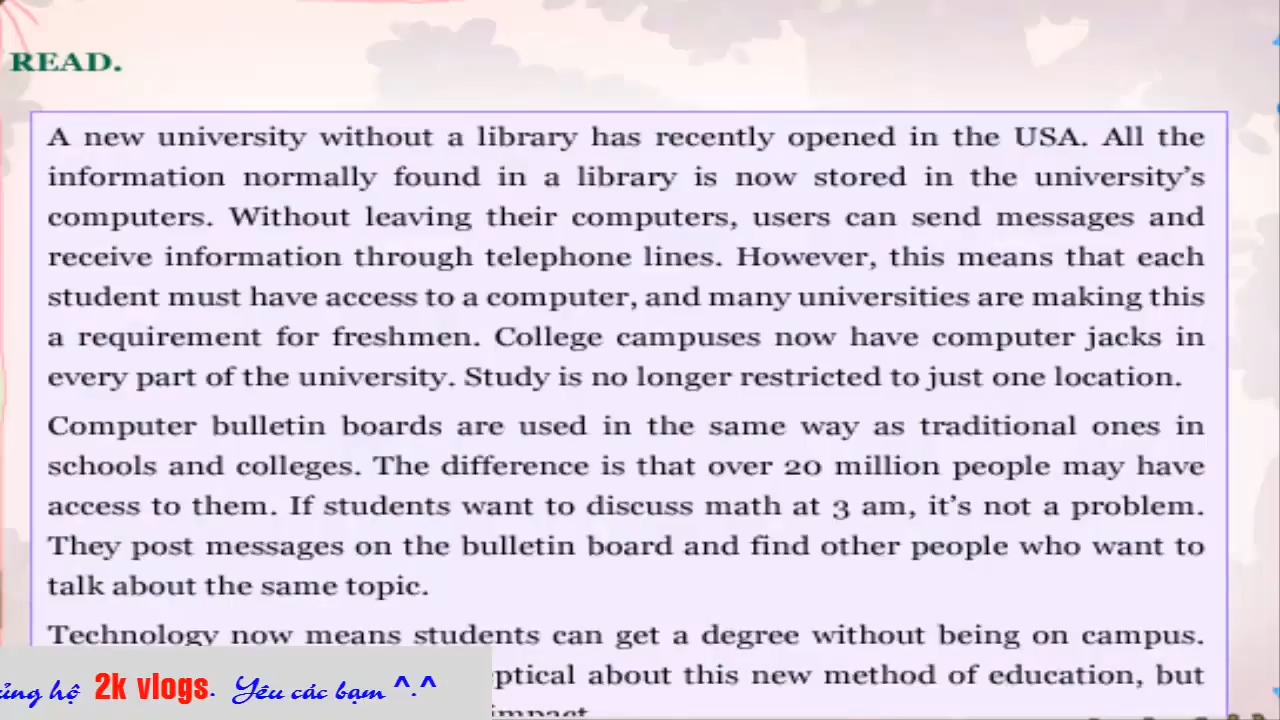 READ.
A new university without a library has recently opened in the USA. All the
information normally found in a library is now stored in the university's
computers. Without leaving their computers, users can send messages and
receive information through telephone lines. However, this means that each
student must have access to a computer, and many universities are making this
a requirement for freshmen. College campuses now have computer jacks in
every part of the university. Study is no longer restricted to just one location.
Computer bulletin boards are used in the same way as traditional ones in
schools and colleges. The difference is that over 20 million people may have
access to them. If students want to discuss math at 3 am, it's not a problem.
They post messages on the bulletin board and find other people who want to
talk about the same topic.
Technology now means students can get a degree without being on campus.
about this new method of education, but
hộ 2k vlogs. Yêu các bạm ^.^